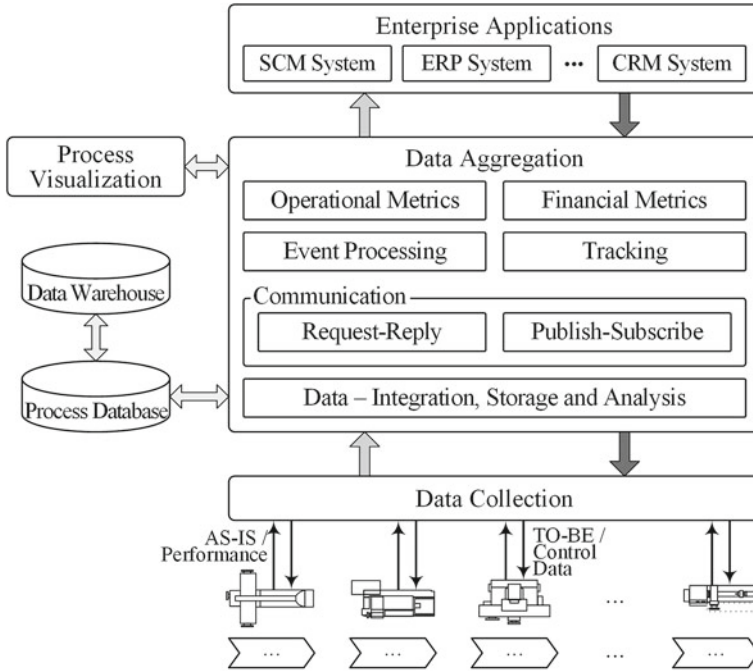 Enterprise Applications
SCM System
ERP System
...
CRM System
Process
Visualization
Data Aggregation
Operational Metrics
Financial Metrics
Event Processing
Tracking
Data Warehouse
Communication
Request-Reply
Publish-Subscribe
Process Database
Data – Integration, Storage and Analysis
Data Collection
AS-IS /
Performance
TO-BE /
Control
Data
...
...
...
...
...
...